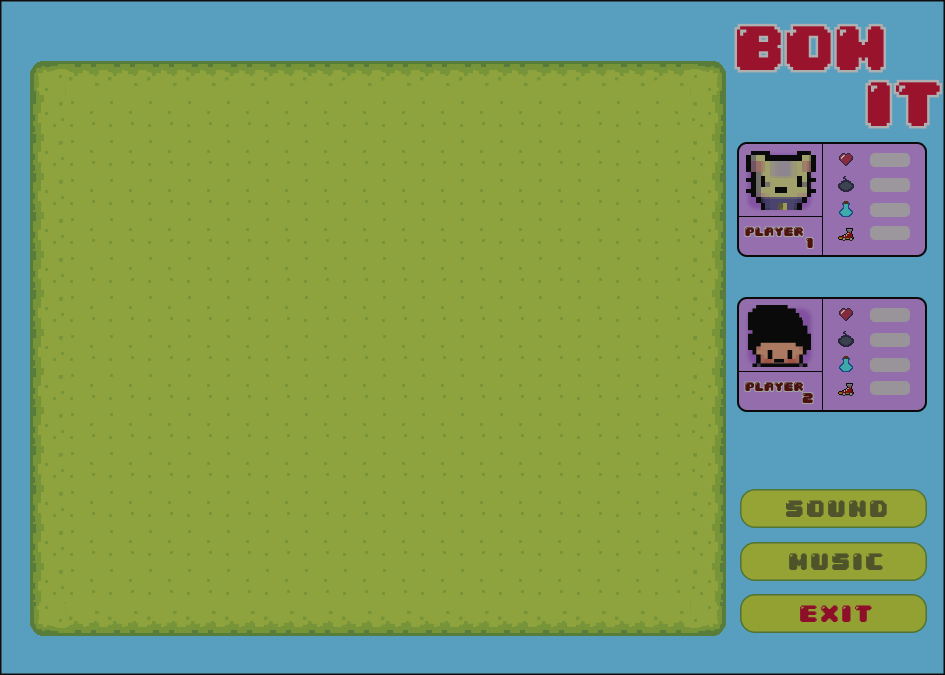 BOM
IT
PLAYER
1
PLAYER
2
SOUND
MUSIC
EXIT